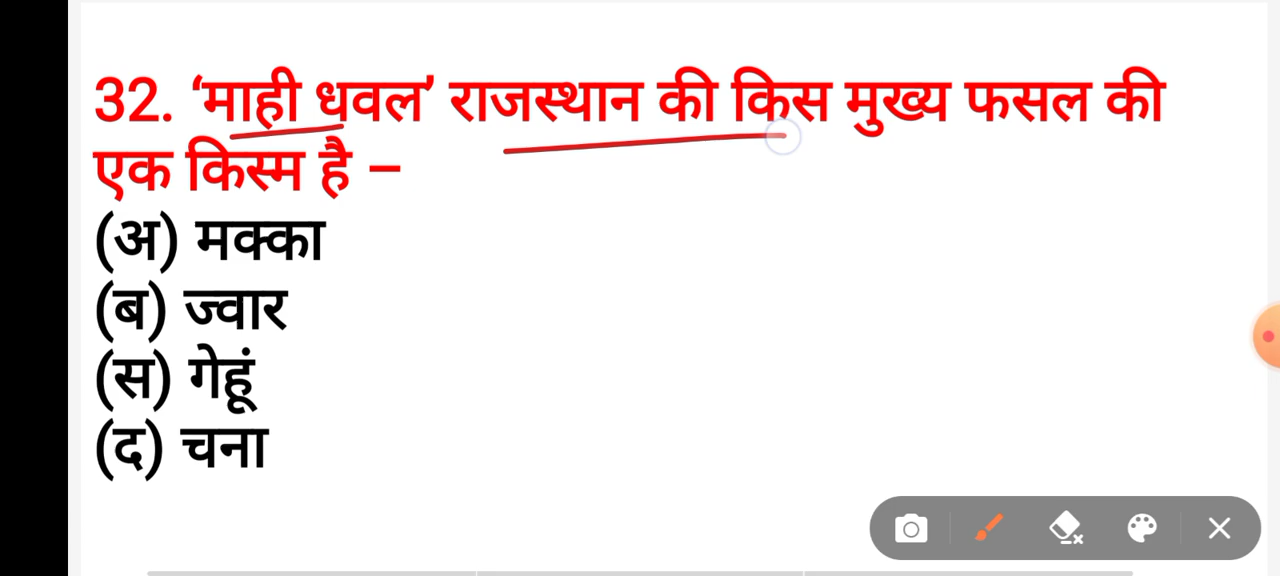 32. ‘माही धवल’ राजस्थान की किस मुख्य फसल की
एक किस्म है –
(अ) मक्का
(ब) ज्वार
(स) गेहूं
(द) चना